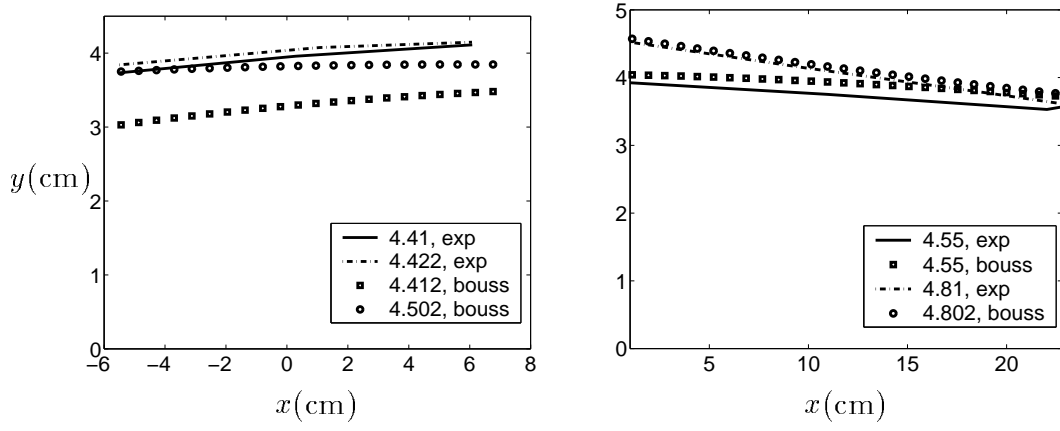 4
3
2
1
0
−6
−4
−2
0
2
4
6
8
y(cm)
x(cm)
4.41, exp
4.422, exp
4.412, bouss
4.502, bouss
5
4
3
2
1
0
5
10
15
20
x(cm)
4.55, exp
4.55, bouss
4.81, exp
4.802, bouss